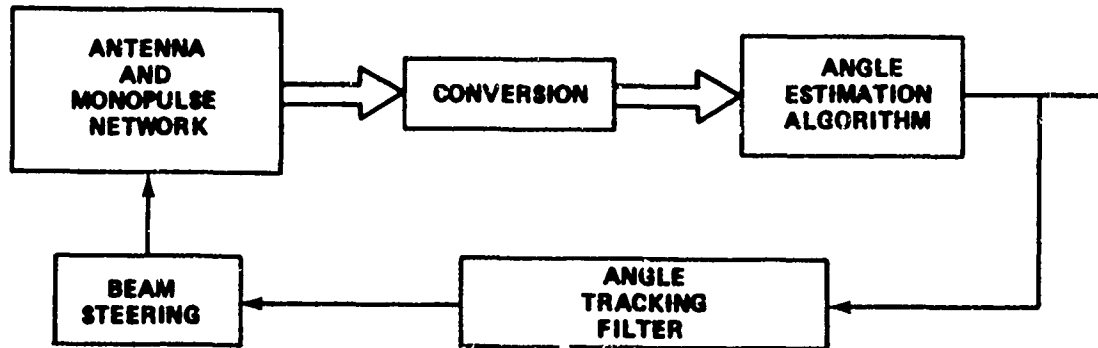 ANTENNA
AND
MONOPULSE
NETWORK
CONVERSION
ANGLE
ESTIMATION
ALGORITHM
BEAM
STEERING
ANGLE
TRACKING
FILTER